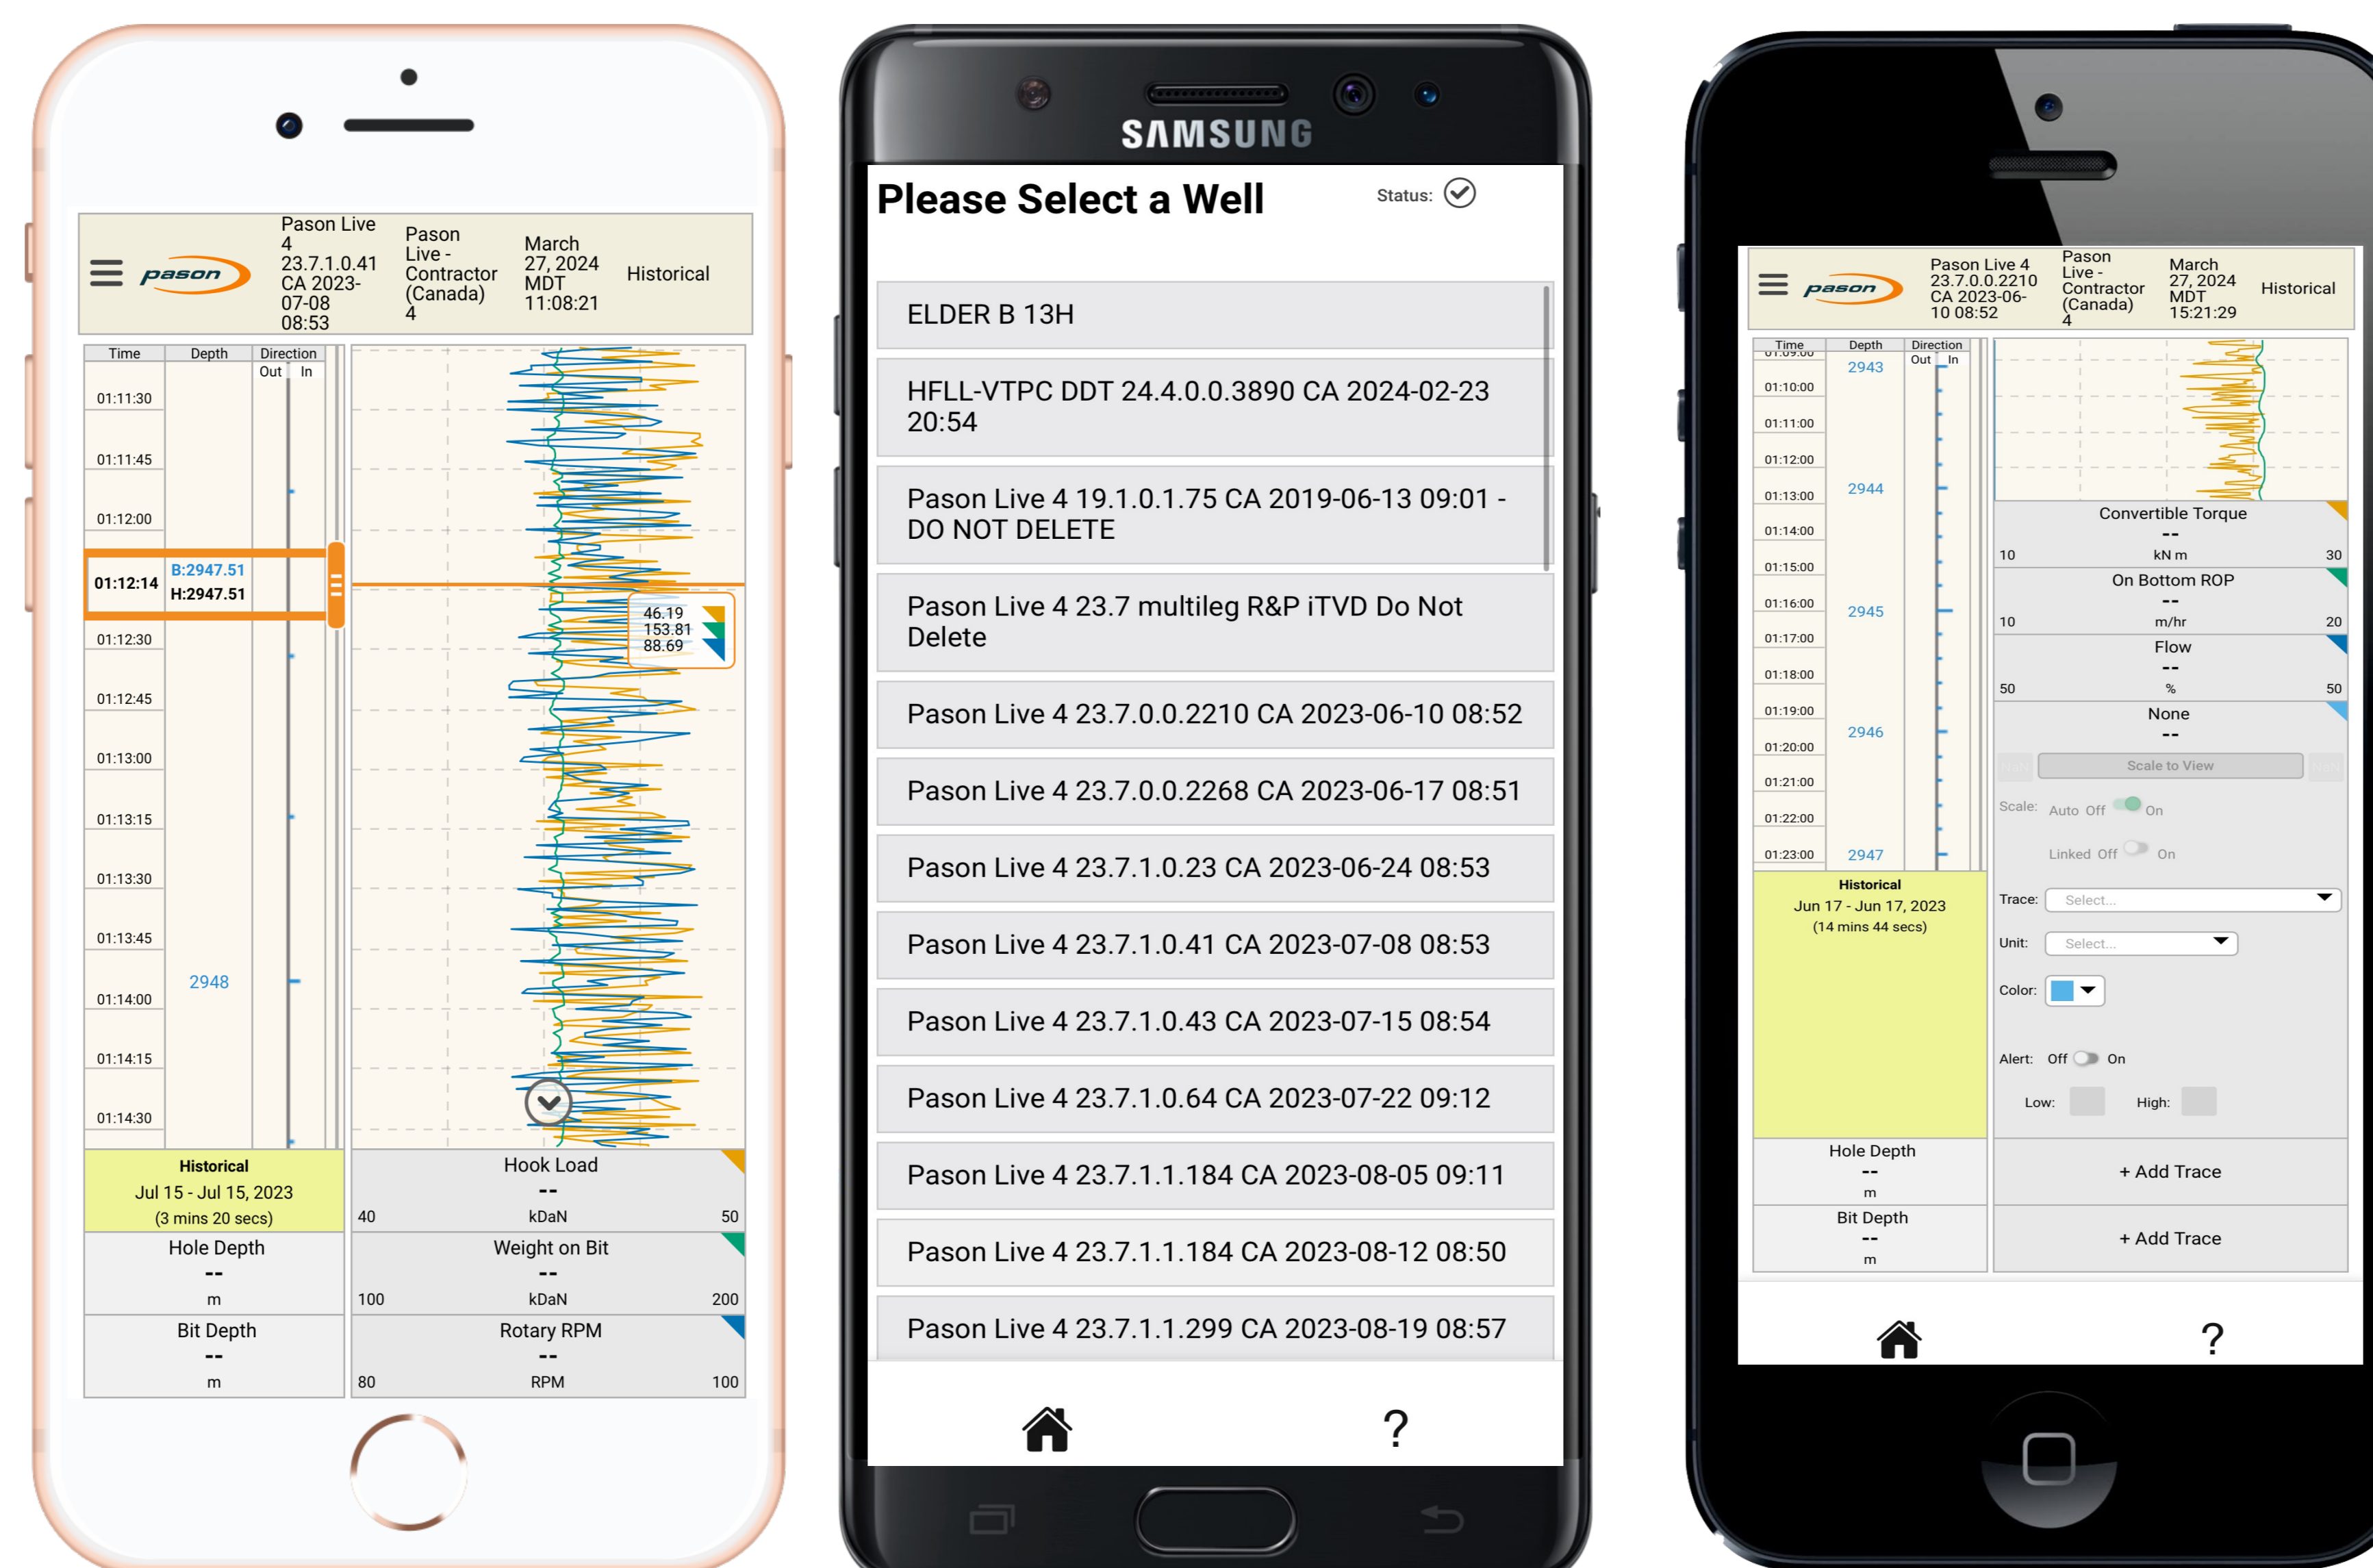 pason
Pason Live
4
23.7.1.0.41
CA 2023-
07-08
08:53
Pason
Live -
Contractor
(Canada)
4
March
27, 2024
MDT
11:08:21
Historical
Time
Depth
Direction
Out In
01:11:30
01:11:45
01:12:00
01:12:14
B:2947.51
H:2947.51
46.19
153.81
88.69
01:12:30
01:12:45
01:13:00
01:13:15
01:13:30
01:13:45
2948
01:14:00
01:14:15
01:14:30
Historical
Jul 15 - Jul 15, 2023
(3 mins 20 secs)
Hole Depth
--
m
Bit Depth
--
m
Hook Load
--
40 kDaN 50
Weight on Bit
--
100 kDaN 200
Rotary RPM
--
80 RPM 100
SAMSUNG
Please Select a Well
Status:
ELDER B 13H
HFLL-VTPC DDT 24.4.0.0.3890 CA 2024-02-23
20:54
Pason Live 4 19.1.0.1.75 CA 2019-06-13 09:01 -
DO NOT DELETE
Pason Live 4 23.7 multileg R&P iTVD Do Not
Delete
Pason Live 4 23.7.0.0.2210 CA 2023-06-10 08:52
Pason Live 4 23.7.0.0.2268 CA 2023-06-17 08:51
Pason Live 4 23.7.1.0.23 CA 2023-06-24 08:53
Pason Live 4 23.7.1.0.41 CA 2023-07-08 08:53
Pason Live 4 23.7.1.0.43 CA 2023-07-15 08:54
Pason Live 4 23.7.1.0.64 CA 2023-07-22 09:12
Pason Live 4 23.7.1.1.184 CA 2023-08-05 09:11
Pason Live 4 23.7.1.1.184 CA 2023-08-12 08:50
Pason Live 4 23.7.1.1.299 CA 2023-08-19 08:57
?
pason
Pason Live 4
23.7.0.0.2210
CA 2023-06-
10 08:52
Pason
Live -
Contractor
(Canada)
4
March
27, 2024
MDT
15:21:29
Historical
Time
Depth
Direction
Out In
01:09:00
2943
01:10:00
01:11:00
01:12:00
01:13:00
2944
01:14:00
01:15:00
01:16:00
2945
01:17:00
01:18:00
01:19:00
2946
01:20:00
01:21:00
01:22:00
01:23:00
2947
Historical
Jun 17 - Jun 17, 2023
(14 mins 44 secs)
Hole Depth
--
m
Bit Depth
--
m
Convertible Torque
--
10 kN m 30
On Bottom ROP
--
10 m/hr 20
Flow
--
50 % 50
None
--
Scale to View
Scale: Auto Off On
Linked Off On
Trace: Select...
Unit: Select...
Color:
Alert: Off On
Low: High:
+ Add Trace
+ Add Trace
?